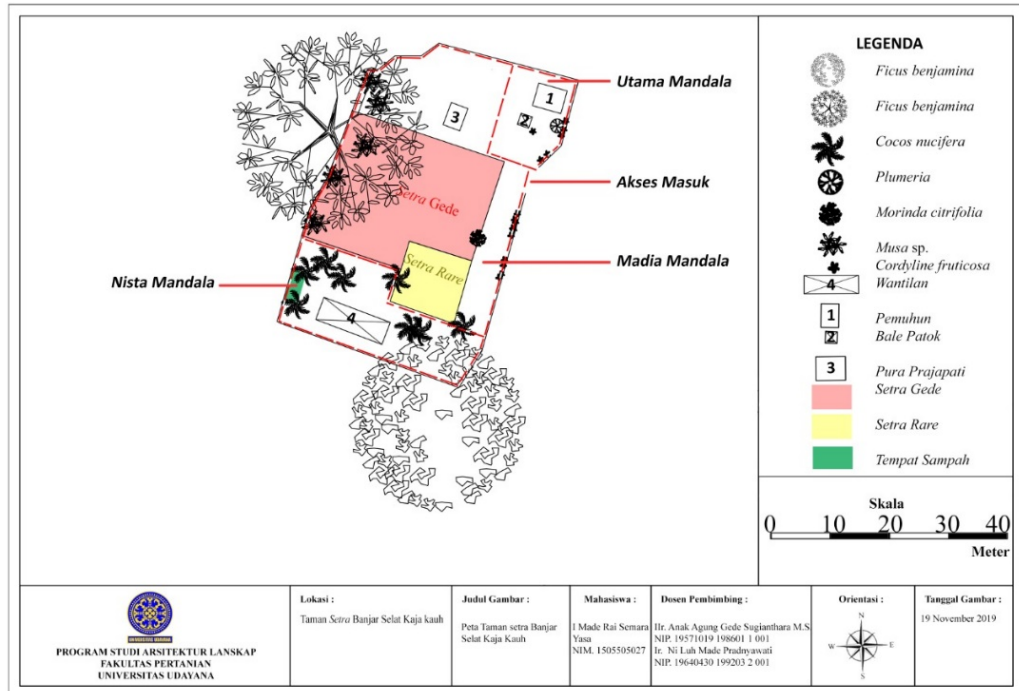 Utama Mandala
1
2
3
Akses Masuk
Setra Gede
Setra Rare
Madia Mandala
Nista Mandala
4
LEGENDA
Ficus benjamina
Ficus benjamina
Cocos nucifera
Plumeria
Morinda citrifolia
Musa sp.
Cordyline fruticosa
4 Wantilan
1 Pemuhun
2 Bale Patok
3 Pura Prajapati
Setra Gede
Setra Rare
Tempat Sampah
Skala
0 10 20 30 40
Meter
UNIVERSITAS UDAYANA
PROGRAM STUDI ARSITEKTUR LANSKAP
FAKULTAS PERTANIAN
UNIVERSITAS UDAYANA
Lokasi :
Taman Setra Banjar Selat Kaja kauh
Judul Gambar :
Peta Taman setra Banjar
Selat Kaja Kauh
Mahasiswa :
I Made Rai Semara
Yasa
NIM. 1505505027
Dosen Pembimbing :
IIr. Anak Agung Gede Sugianthara M.S.
NIP. 19571019 198601 1 001
Ir. Ni Luh Made Pradnyawati
NIP. 19640430 199203 2 001
Orientasi :
N
W E
S
Tanggal Gambar :
19 November 2019